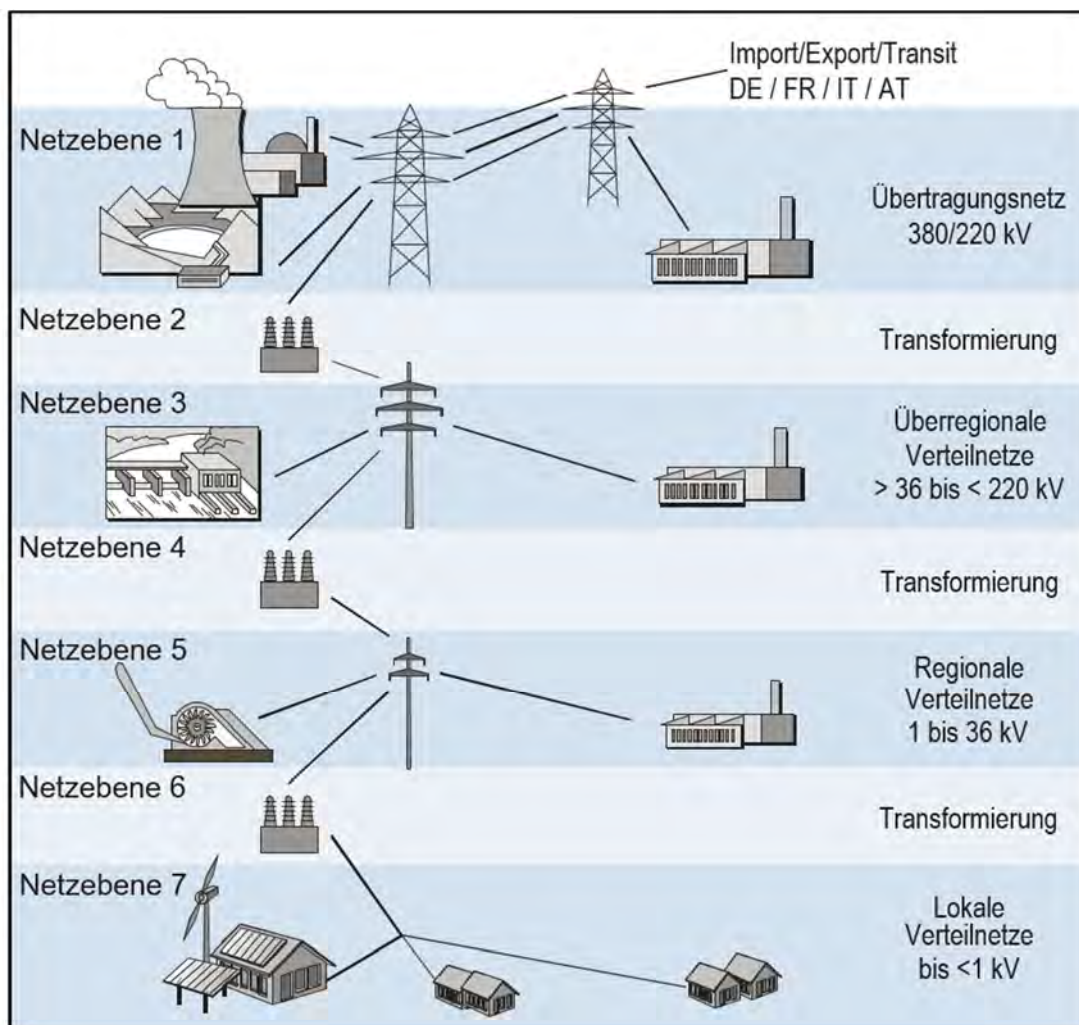 Import/Export/Transit
DE / FR / IT / AT
Netzebene 1
Übertragungsnetz
380/220 kV
Netzebene 2
Transformierung
Netzebene 3
Überregionale
Verteilnetze
> 36 bis < 220 kV
Netzebene 4
Transformierung
Netzebene 5
Regionale
Verteilnetze
1 bis 36 kV
Netzebene 6
Transformierung
Netzebene 7
Lokale
Verteilnetze
bis <1 kV